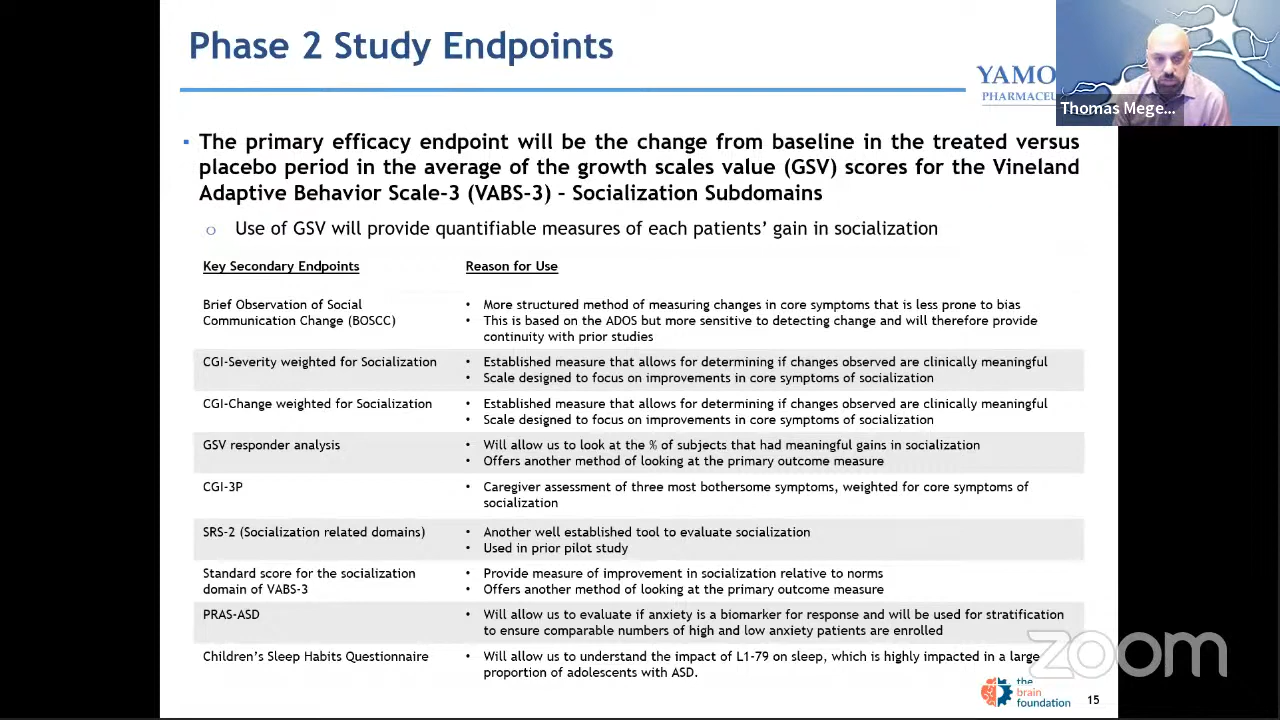 Phase 2 Study Endpoints
YAMO
PHARMACEU
Thomas Mege...
▪ The primary efficacy endpoint will be the change from baseline in the treated versus
placebo period in the average of the growth scales value (GSV) scores for the Vineland
Adaptive Behavior Scale-3 (VABS-3) – Socialization Subdomains
o Use of GSV will provide quantifiable measures of each patients’ gain in socialization
Key Secondary Endpoints Reason for Use
Brief Observation of Social • More structured method of measuring changes in core symptoms that is less prone to bias
Communication Change (BOSCC) • This is based on the ADOS but more sensitive to detecting change and will therefore provide
continuity with prior studies
CGI-Severity weighted for Socialization • Established measure that allows for determining if changes observed are clinically meaningful
• Scale designed to focus on improvements in core symptoms of socialization
CGI-Change weighted for Socialization • Established measure that allows for determining if changes observed are clinically meaningful
• Scale designed to focus on improvements in core symptoms of socialization
GSV responder analysis • Will allow us to look at the % of subjects that had meaningful gains in socialization
• Offers another method of looking at the primary outcome measure
CGI-3P • Caregiver assessment of three most bothersome symptoms, weighted for core symptoms of
socialization
SRS-2 (Socialization related domains) • Another well established tool to evaluate socialization
• Used in prior pilot study
Standard score for the socialization • Provide measure of improvement in socialization relative to norms
domain of VABS-3 • Offers another method of looking at the primary outcome measure
PRAS-ASD • Will allow us to evaluate if anxiety is a biomarker for response and will be used for stratification
to ensure comparable numbers of high and low anxiety patients are enrolled
Children’s Sleep Habits Questionnaire • Will allow us to understand the impact of L1-79 on sleep, which is highly impacted in a large
proportion of adolescents with ASD.
zoom
the
brain
foundation
15